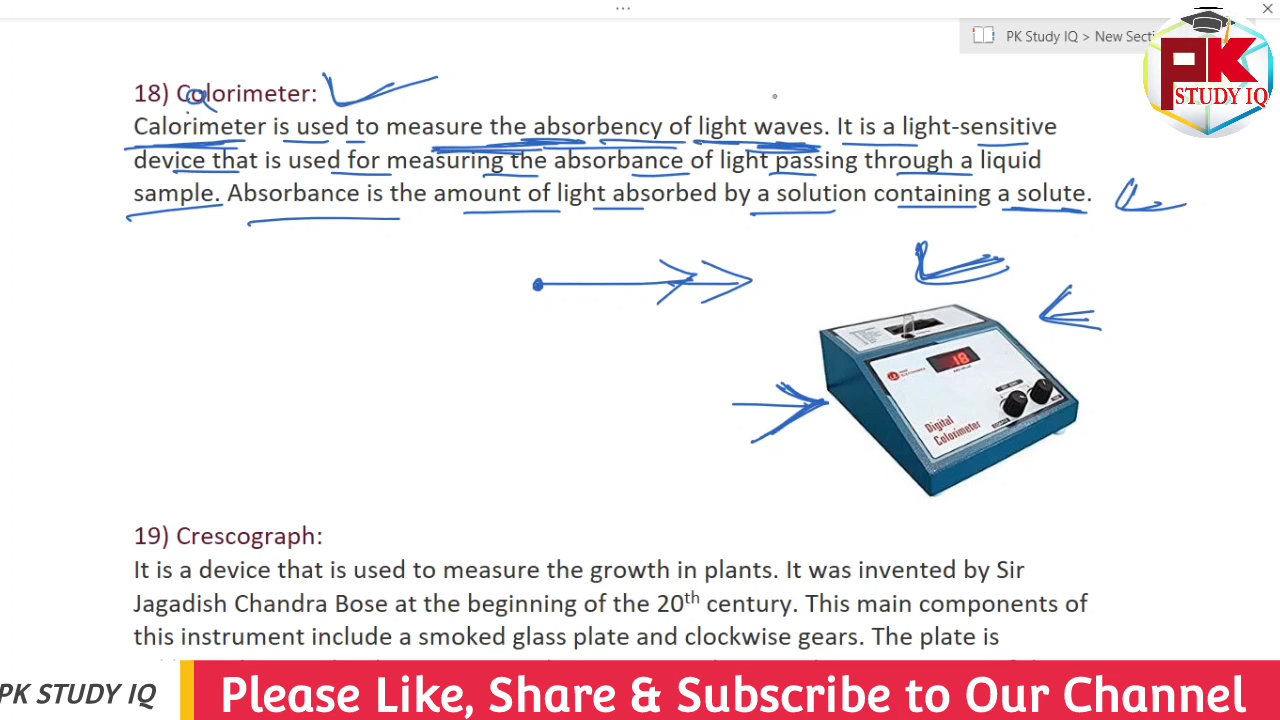 PK Study IQ > New Secti
PK
STUDY IQ
18) Colorimeter:
a
Calorimeter is used to measure the absorbency of light waves. It is a light-sensitive
device that is used for measuring the absorbance of light passing through a liquid
sample. Absorbance is the amount of light absorbed by a solution containing a solute.
18
Digital
Colorimeter
19) Crescograph:
It is a device that is used to measure the growth in plants. It was invented by Sir
Jagadish Chandra Bose at the beginning of the 20th century. This main components of
this instrument include a smoked glass plate and clockwise gears. The plate is
PK STUDY IQ
Please Like, Share & Subscribe to Our Channel